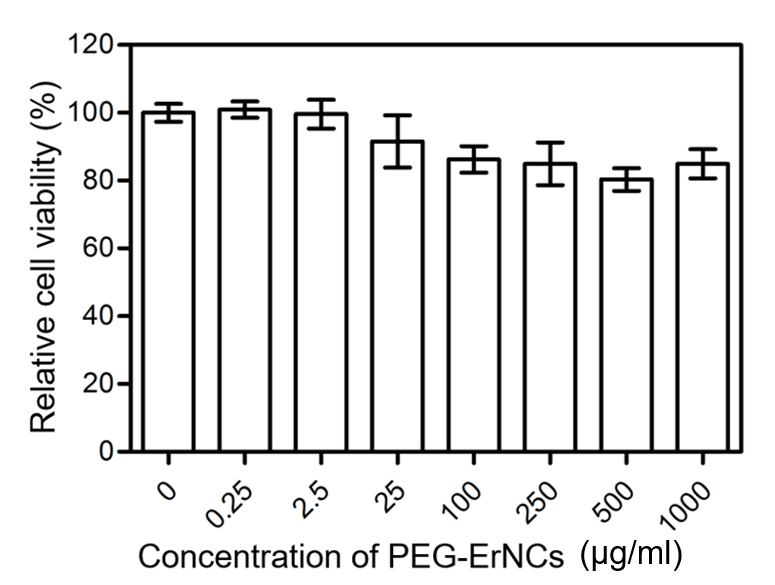 120
100
80
60
40
20
0
Relative cell viability (%)
0 0.25 2.5 25 100 250 500 1000
Concentration of PEG-ErNCs (μg/ml)